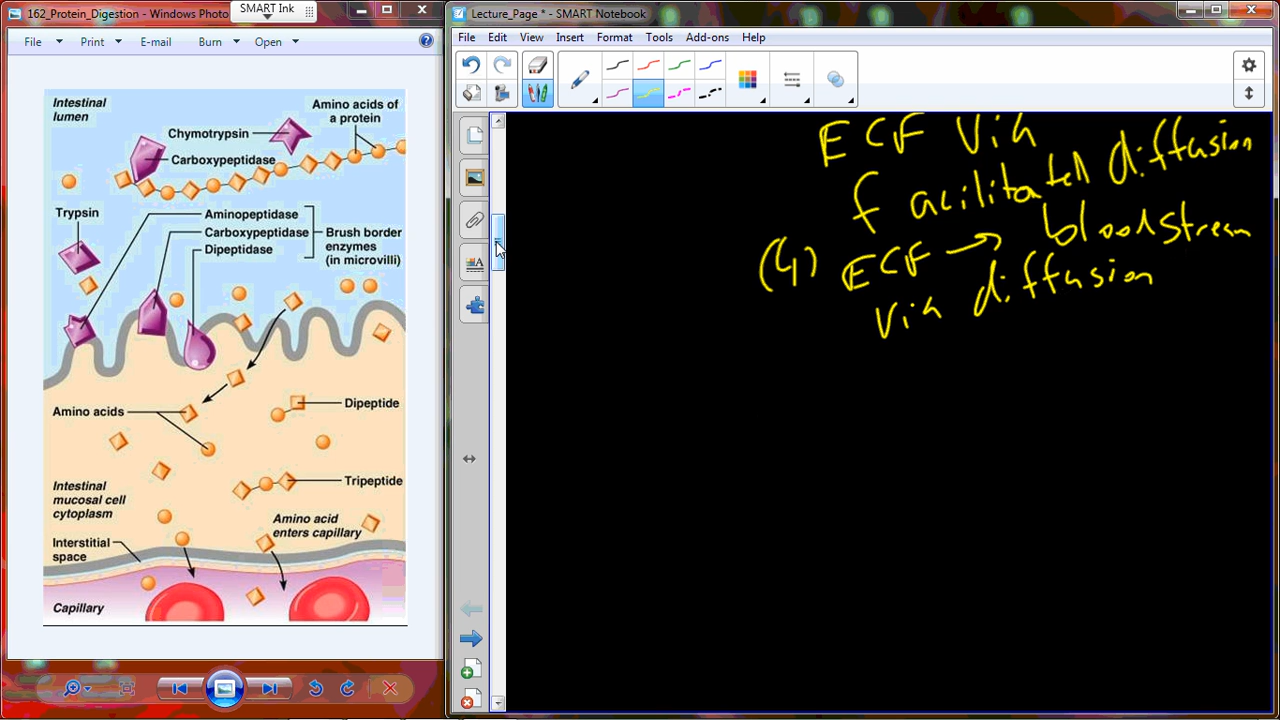 162_Protein_Digestion - Windows Photo
SMART Ink
File Print E-mail Burn Open
Intestinal
lumen
Amino acids of
a protein
Chymotrypsin
Carboxypeptidase
Trypsin
Aminopeptidase
Carboxypeptidase
Dipeptidase
Brush border
enzymes
(in microvilli)
Amino acids
Dipeptide
Tripeptide
Intestinal
mucosal cell
cytoplasm
Amino acid
enters capillary
Interstitial
space
Capillary
Lecture_Page * - SMART Notebook
File Edit View Insert Format Tools Add-ons Help
ECF via
facilitated diffusion
(4) ECF → bloodstream
via diffusion